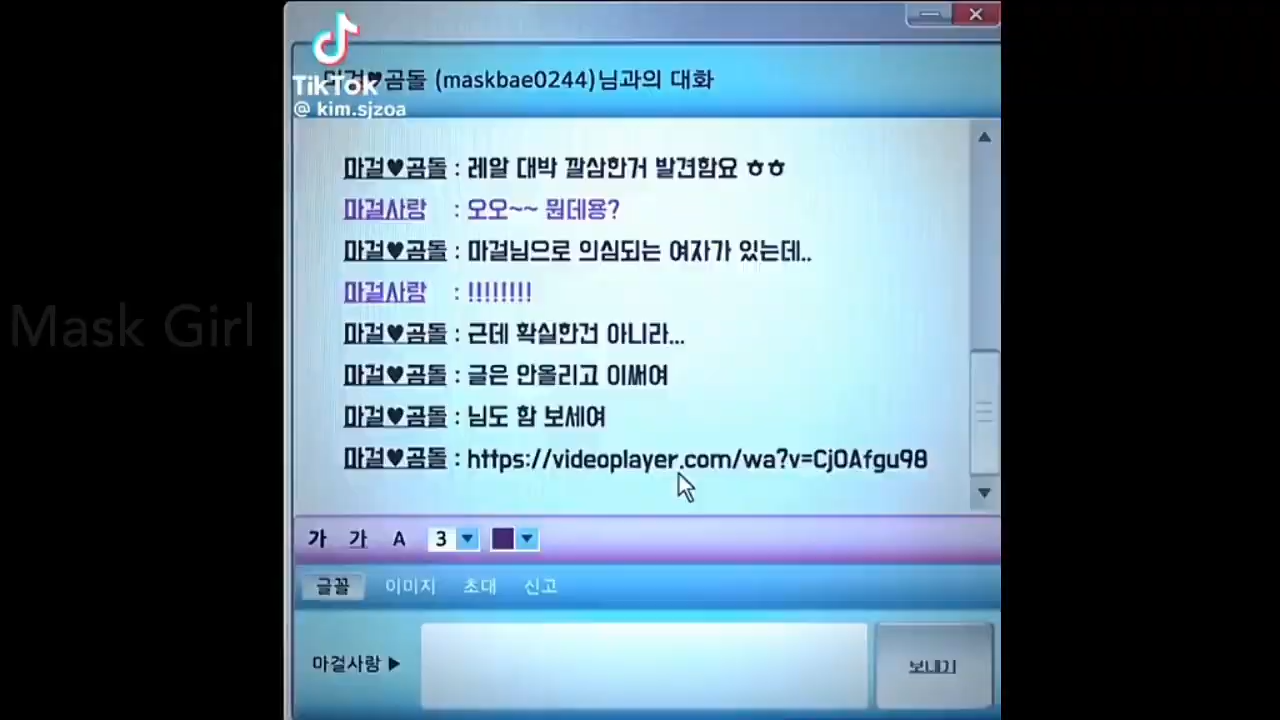 TikTok
@ kim.sjzoa
마걸♥곰돌 (maskbae0244)님과의 대화
마걸♥곰돌 : 레알 대박 깔삼한거 발견함요 ㅎㅎ
마걸사랑 : 오오~~ 뭔데용?
마걸♥곰돌 : 마걸님으로 의심되는 여자가 있는데..
마걸사랑 : !!!!!!!!
마걸♥곰돌 : 근데 확실한건 아니라...
마걸♥곰돌 : 글은 안올리고 이써여
마걸♥곰돌 : 님도 함 보세여
마걸♥곰돌 : https://videoplayer.com/wa?v=CjOAfgu98
Mask Girl
가 가 A 3
글꼴 이미지 초대 신고
마걸사랑 ▶
보내기